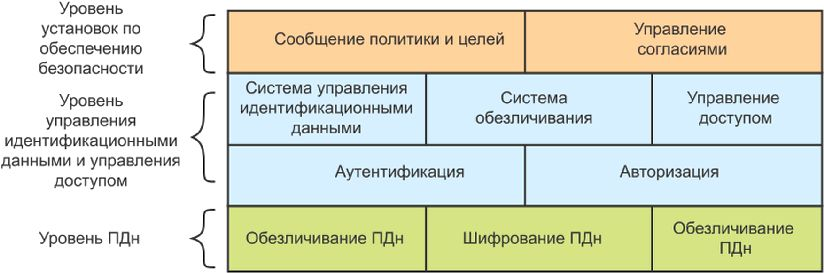 Уровень
установок по
обеспечению
безопасности
Сообщение политики и целей
Управление
согласиями
Уровень
управления
идентификационными
данными и управления
доступом
Система управления
идентификационными
данными
Система
обезличивания
Управление
доступом
Аутентификация
Авторизация
Уровень ПДн
Обезличивание ПДн
Шифрование ПДн
Обезличивание
ПДн